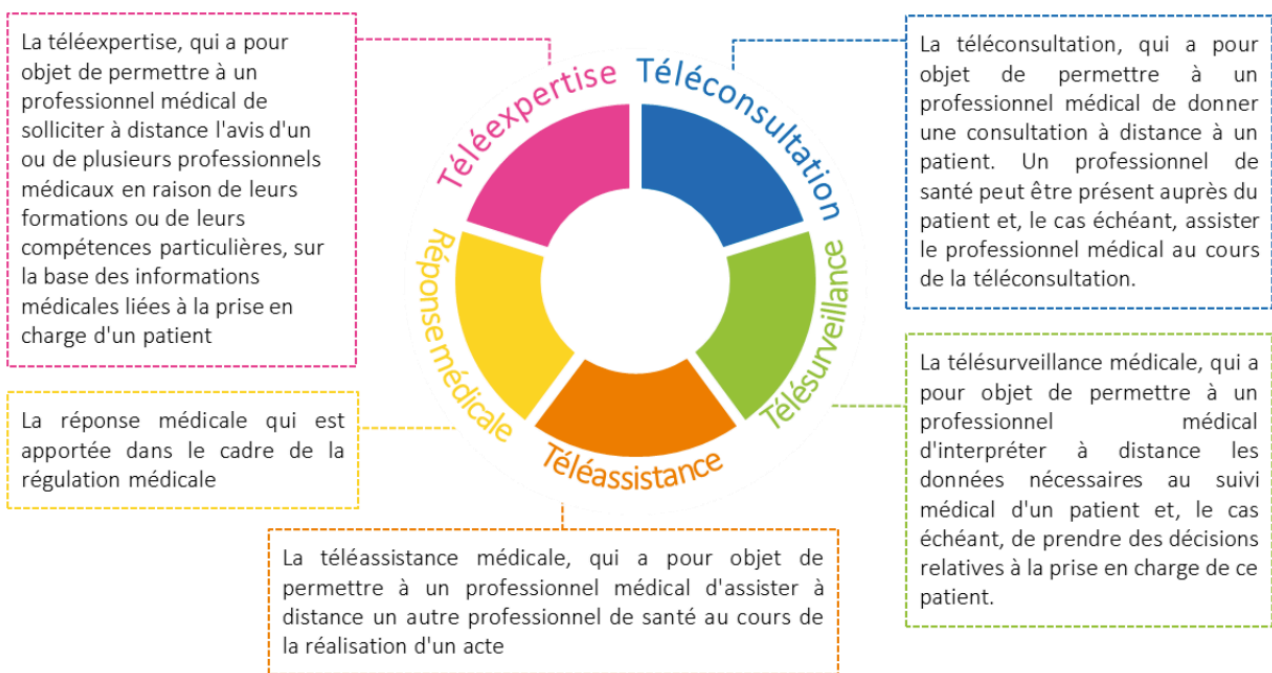 La téléexpertise, qui a pour
objet de permettre à un
professionnel médical de
solliciter à distance l'avis d'un
ou de plusieurs professionnels
médicaux en raison de leurs
formations ou de leurs
compétences particulières, sur
la base des informations
médicales liées à la prise en
charge d'un patient
Téléexpertise
Téléconsultation
La téléconsultation, qui a pour
objet de permettre à un
professionnel médical de donner
une consultation à distance à un
patient. Un professionnel de
santé peut être présent auprès du
patient et, le cas échéant, assister
le professionnel médical au cours
de la téléconsultation.
Réponse médicale
Télésurveillance
Téléassistance
La réponse médicale qui est
apportée dans le cadre de la
régulation médicale
La télésurveillance médicale, qui a
pour objet de permettre à un
professionnel médical
d'interpréter à distance les
données nécessaires au suivi
médical d'un patient et, le cas
échéant, de prendre des décisions
relatives à la prise en charge de ce
patient.
La téléassistance médicale, qui a pour objet de
permettre à un professionnel médical d'assister à
distance un autre professionnel de santé au cours de
la réalisation d'un acte